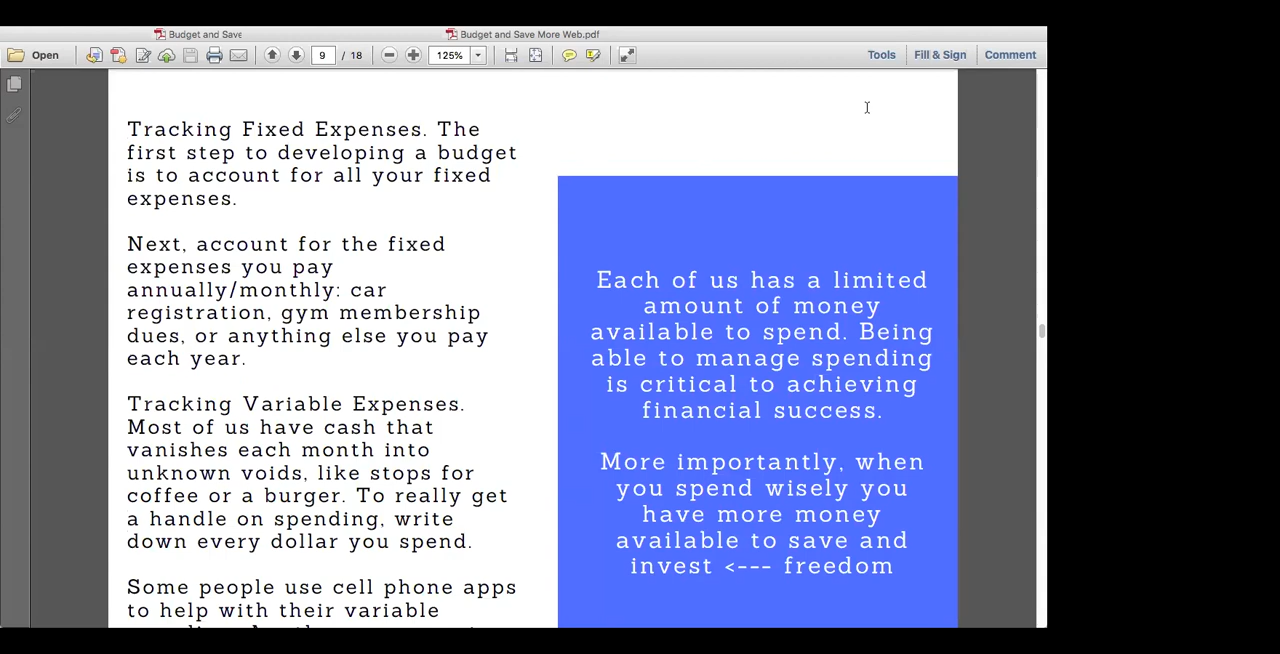 Budget and Save
Budget and Save More Web.pdf
Open
9 / 18
125%
Tools
Fill & Sign
Comment
Tracking Fixed Expenses. The
first step to developing a budget
is to account for all your fixed
expenses.
Next, account for the fixed
expenses you pay
annually/monthly: car
registration, gym membership
dues, or anything else you pay
each year.
Tracking Variable Expenses.
Most of us have cash that
vanishes each month into
unknown voids, like stops for
coffee or a burger. To really get
a handle on spending, write
down every dollar you spend.
Some people use cell phone apps
to help with their variable
Each of us has a limited
amount of money
available to spend. Being
able to manage spending
is critical to achieving
financial success.
More importantly, when
you spend wisely you
have more money
available to save and
invest <--- freedom